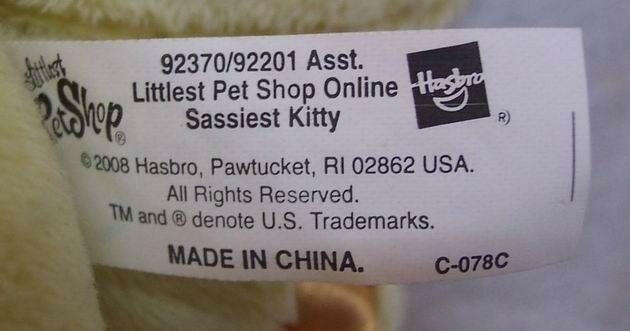 92370/92201 Asst.
Littlest Pet Shop Online
Sassiest Kitty
Littlest
PetShop®
Hasbro
®
© 2008 Hasbro, Pawtucket, RI 02862 USA.
All Rights Reserved.
TM and ® denote U.S. Trademarks.
MADE IN CHINA.
C-078C